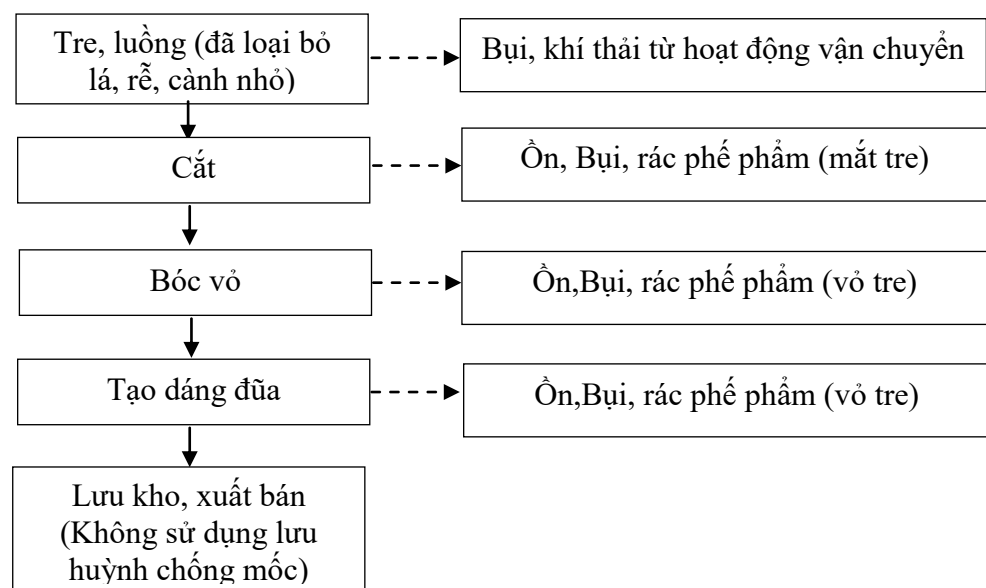 Tre, luồng (đã loại bỏ
lá, rễ, cành nhỏ)
Bụi, khí thải từ hoạt động vận chuyển
Cắt
Ồn, Bụi, rác phế phẩm (mắt tre)
Bóc vỏ
Ồn,Bụi, rác phế phẩm (vỏ tre)
Tạo dáng đũa
Ồn,Bụi, rác phế phẩm (vỏ tre)
Lưu kho, xuất bán
(Không sử dụng lưu
huỳnh chống mốc)